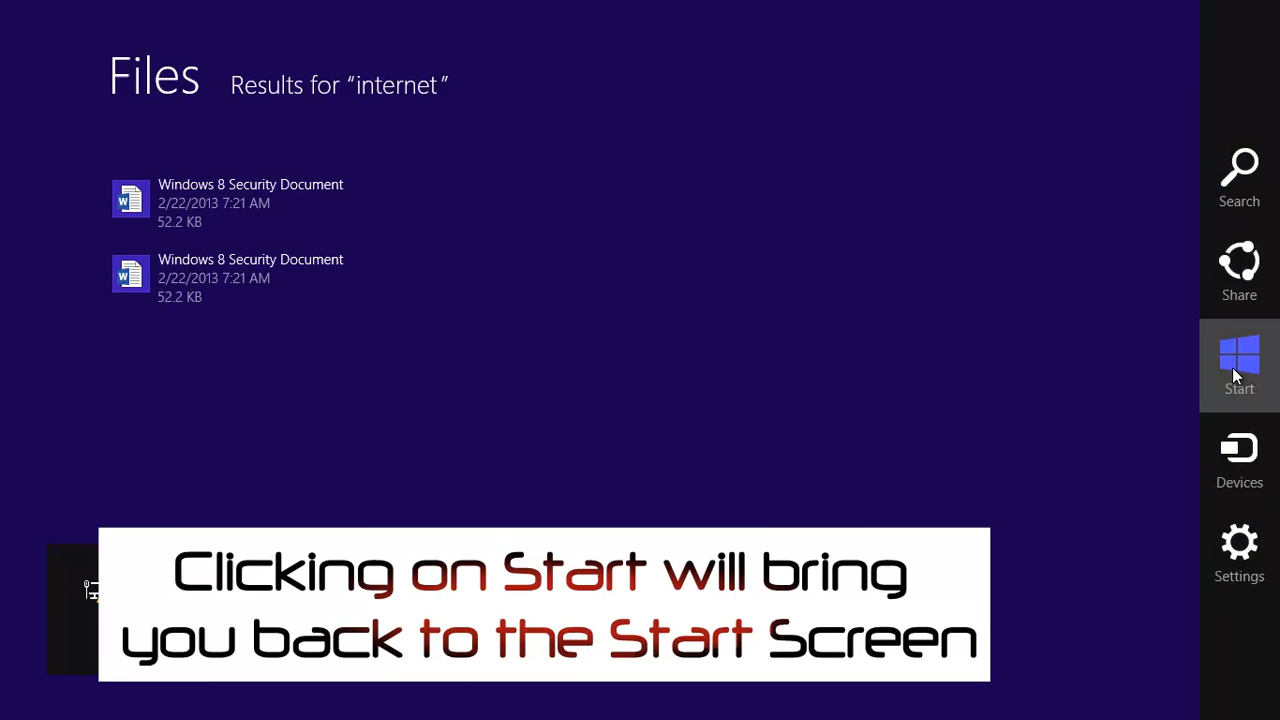 Files Results for “internet”
Windows 8 Security Document
2/22/2013 7:21 AM
52.2 KB
Windows 8 Security Document
2/22/2013 7:21 AM
52.2 KB
Search
Share
Start
Devices
Settings
Clicking on Start will bring
you back to the Start Screen